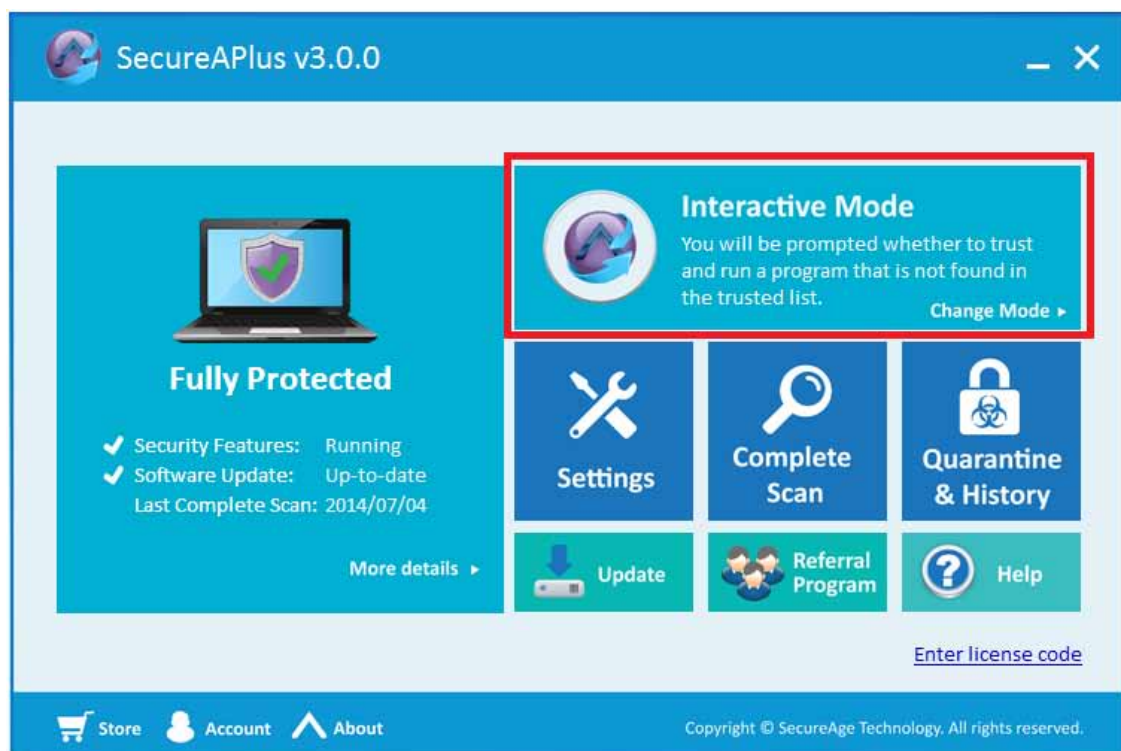 SecureAPlus v3.0.0
Interactive Mode
You will be prompted whether to trust
and run a program that is not found in
the trusted list.
Change Mode
Fully Protected
Security Features: Running
Software Update: Up-to-date
Last Complete Scan: 2014/07/04
More details
Settings
Complete
Scan
Quarantine
& History
Update
Referral
Program
Help
Enter license code
Store
Account
About
Copyright © SecureAge Technology. All rights reserved.